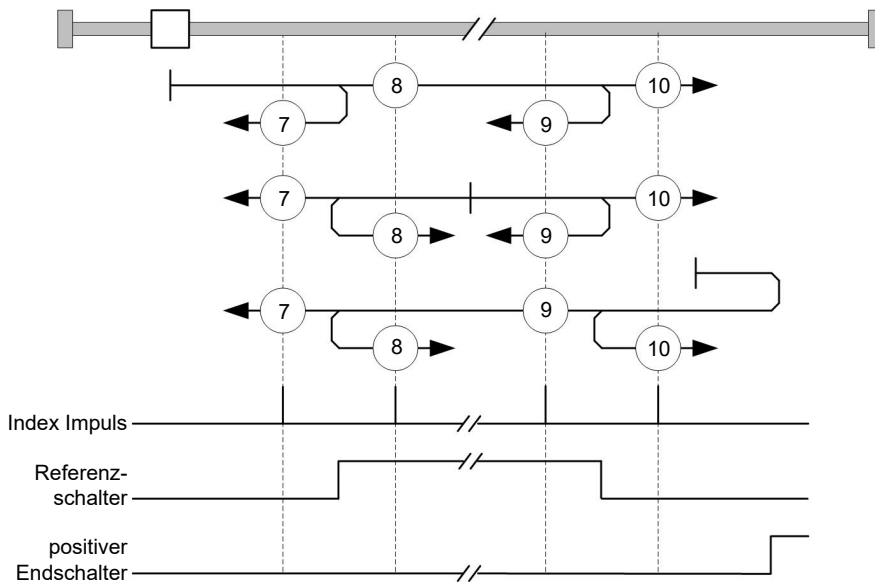 8
10
7
9
7
10
8
9
7
9
8
10
Index Impuls
Referenz-
schalter
positiver
Endschalter